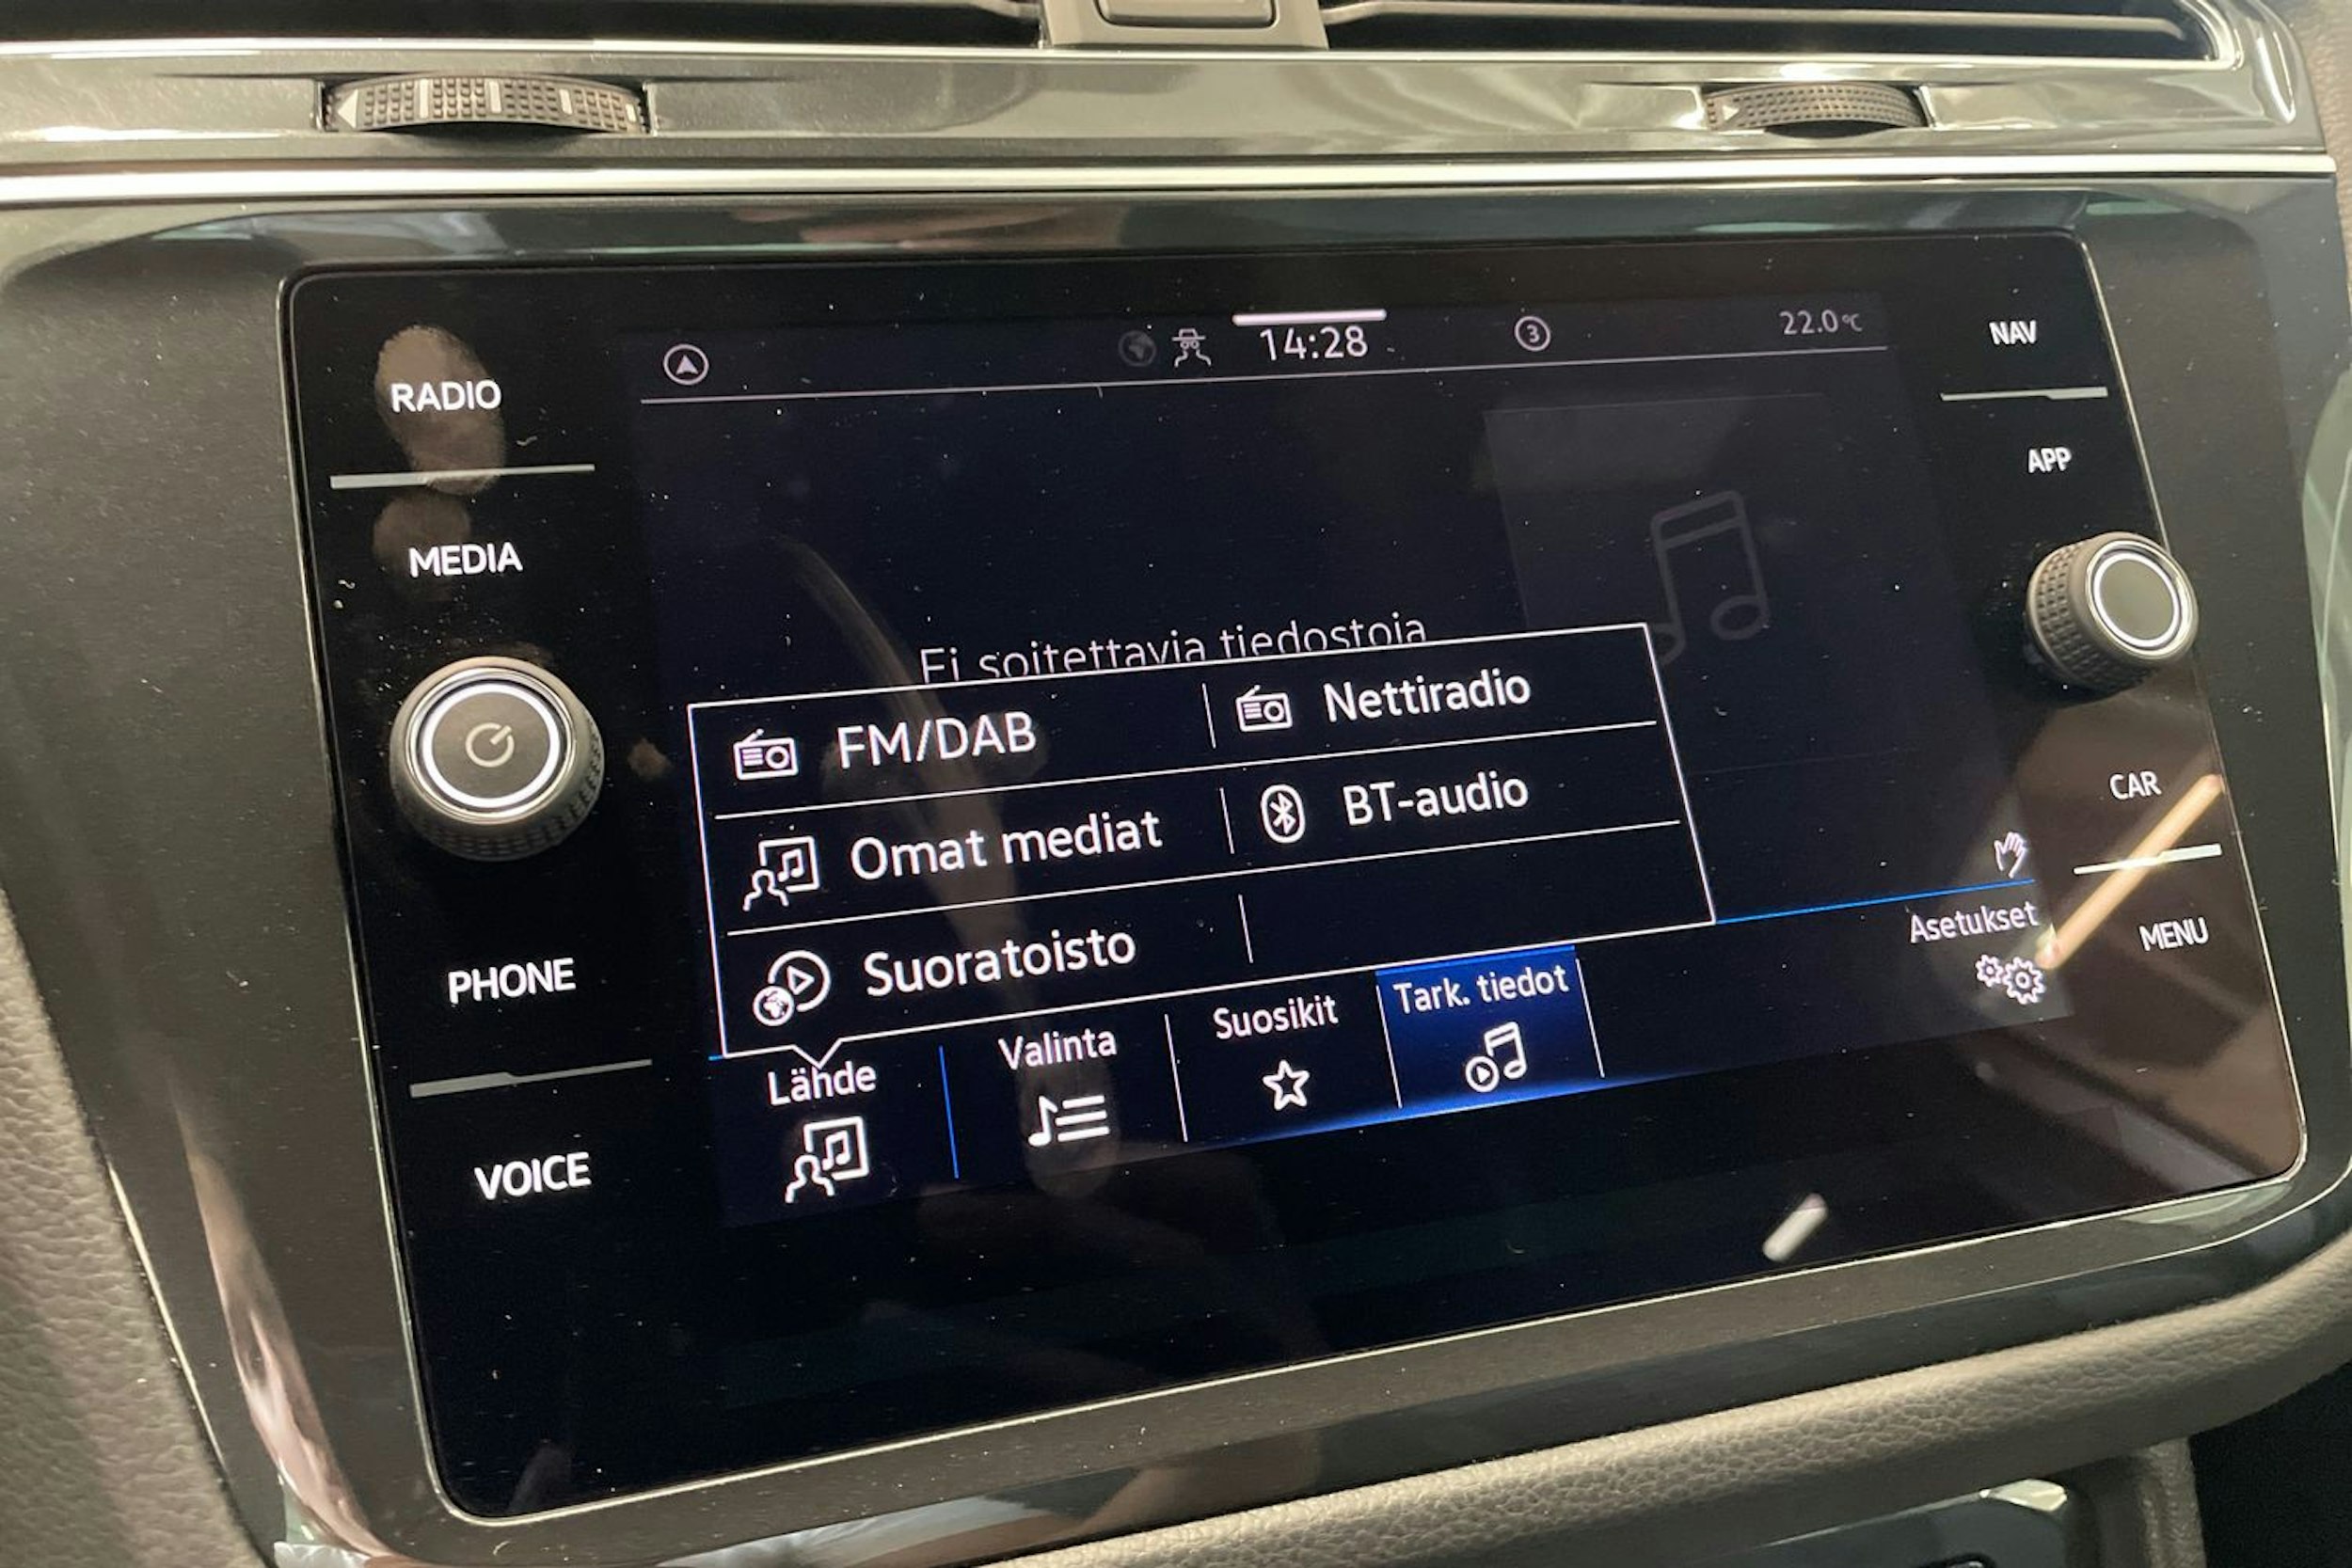 14:28
3
22.0°C
RADIO
MEDIA
PHONE
VOICE
NAV
APP
CAR
MENU
Ei soitettavia tiedostoja
FM/DAB
Nettiradio
Omat mediat
BT-audio
Suoratoisto
Lähde
Valinta
Suosikit
Tark. tiedot
Asetukset